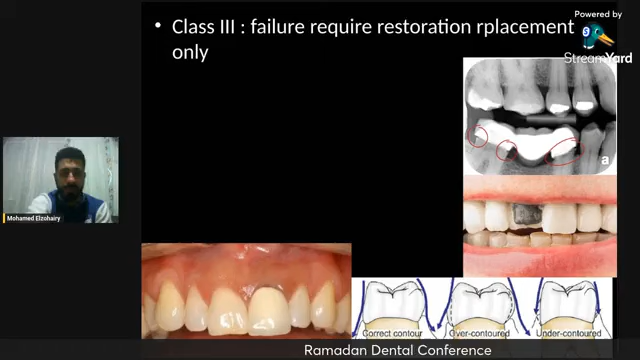 Powered by
StreamYard
• Class III : failure require restoration rplacement
only
a
Mohamed Elzohairy
Correct contour
Over-contoured
Under-contoured
Ramadan Dental Conference